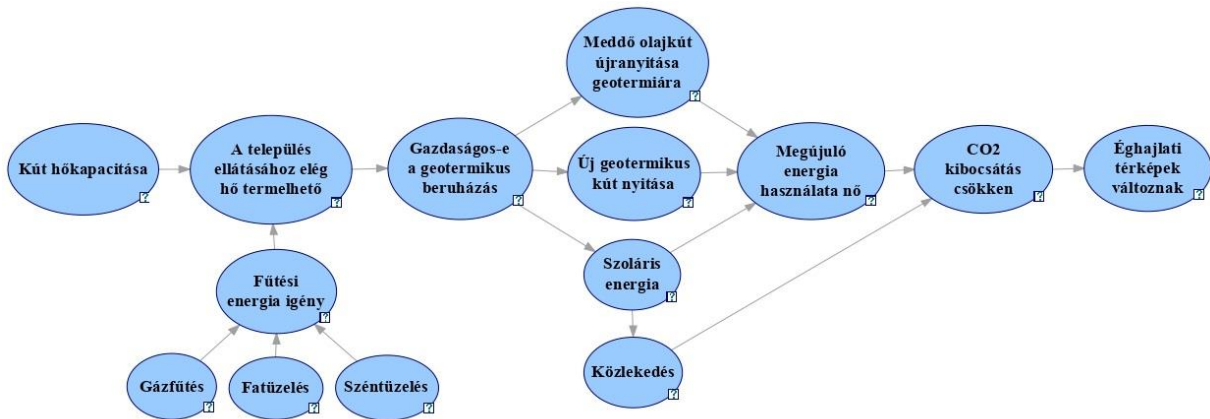 Meddő olajkút
újranyitása
geotermiára
Kút hőkapacitása
A település
ellátásához elég
hő termelhető
Gazdaságos-e
a geotermikus
beruházás
Új geotermikus
kút nyitása
Megújuló
energia
használata nő
CO2
kibocsátás
csökken
Éghajlati
térképek
változnak
Fűtési
energia igény
Szoláris
energia
Gázfűtés
Fatüzelés
Széntüzelés
Közlekedés